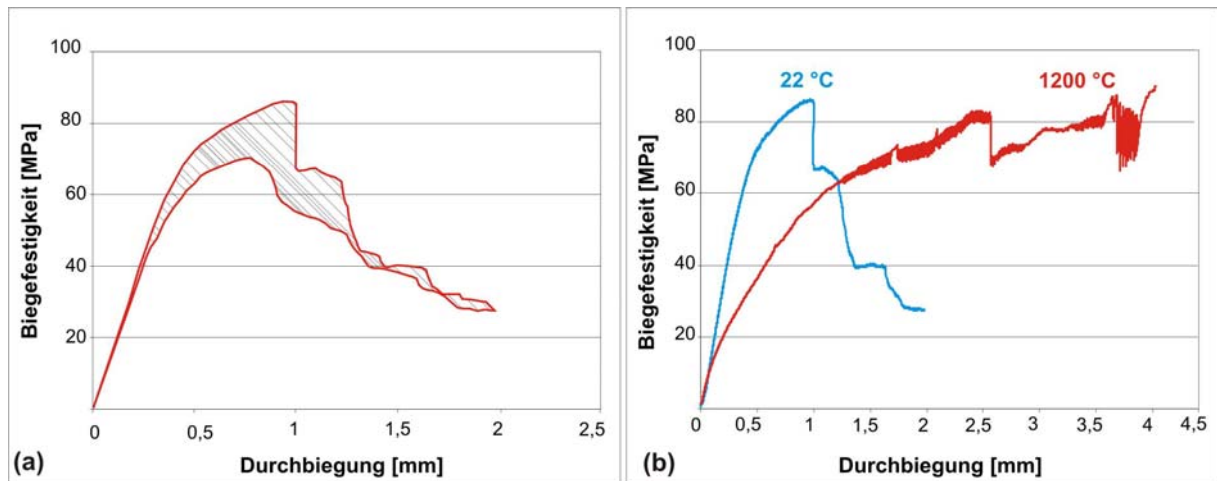 100
80
60
40
20
Biegefestigkeit [MPa]
0 0,5 1 1,5 2 2,5
Durchbiegung [mm]
(a)
100
80
60
40
20
Biegefestigkeit [MPa]
22 °C
1200 °C
0 0,5 1 1,5 2 2,5 3 3,5 4 4,5
Durchbiegung [mm]
(b)